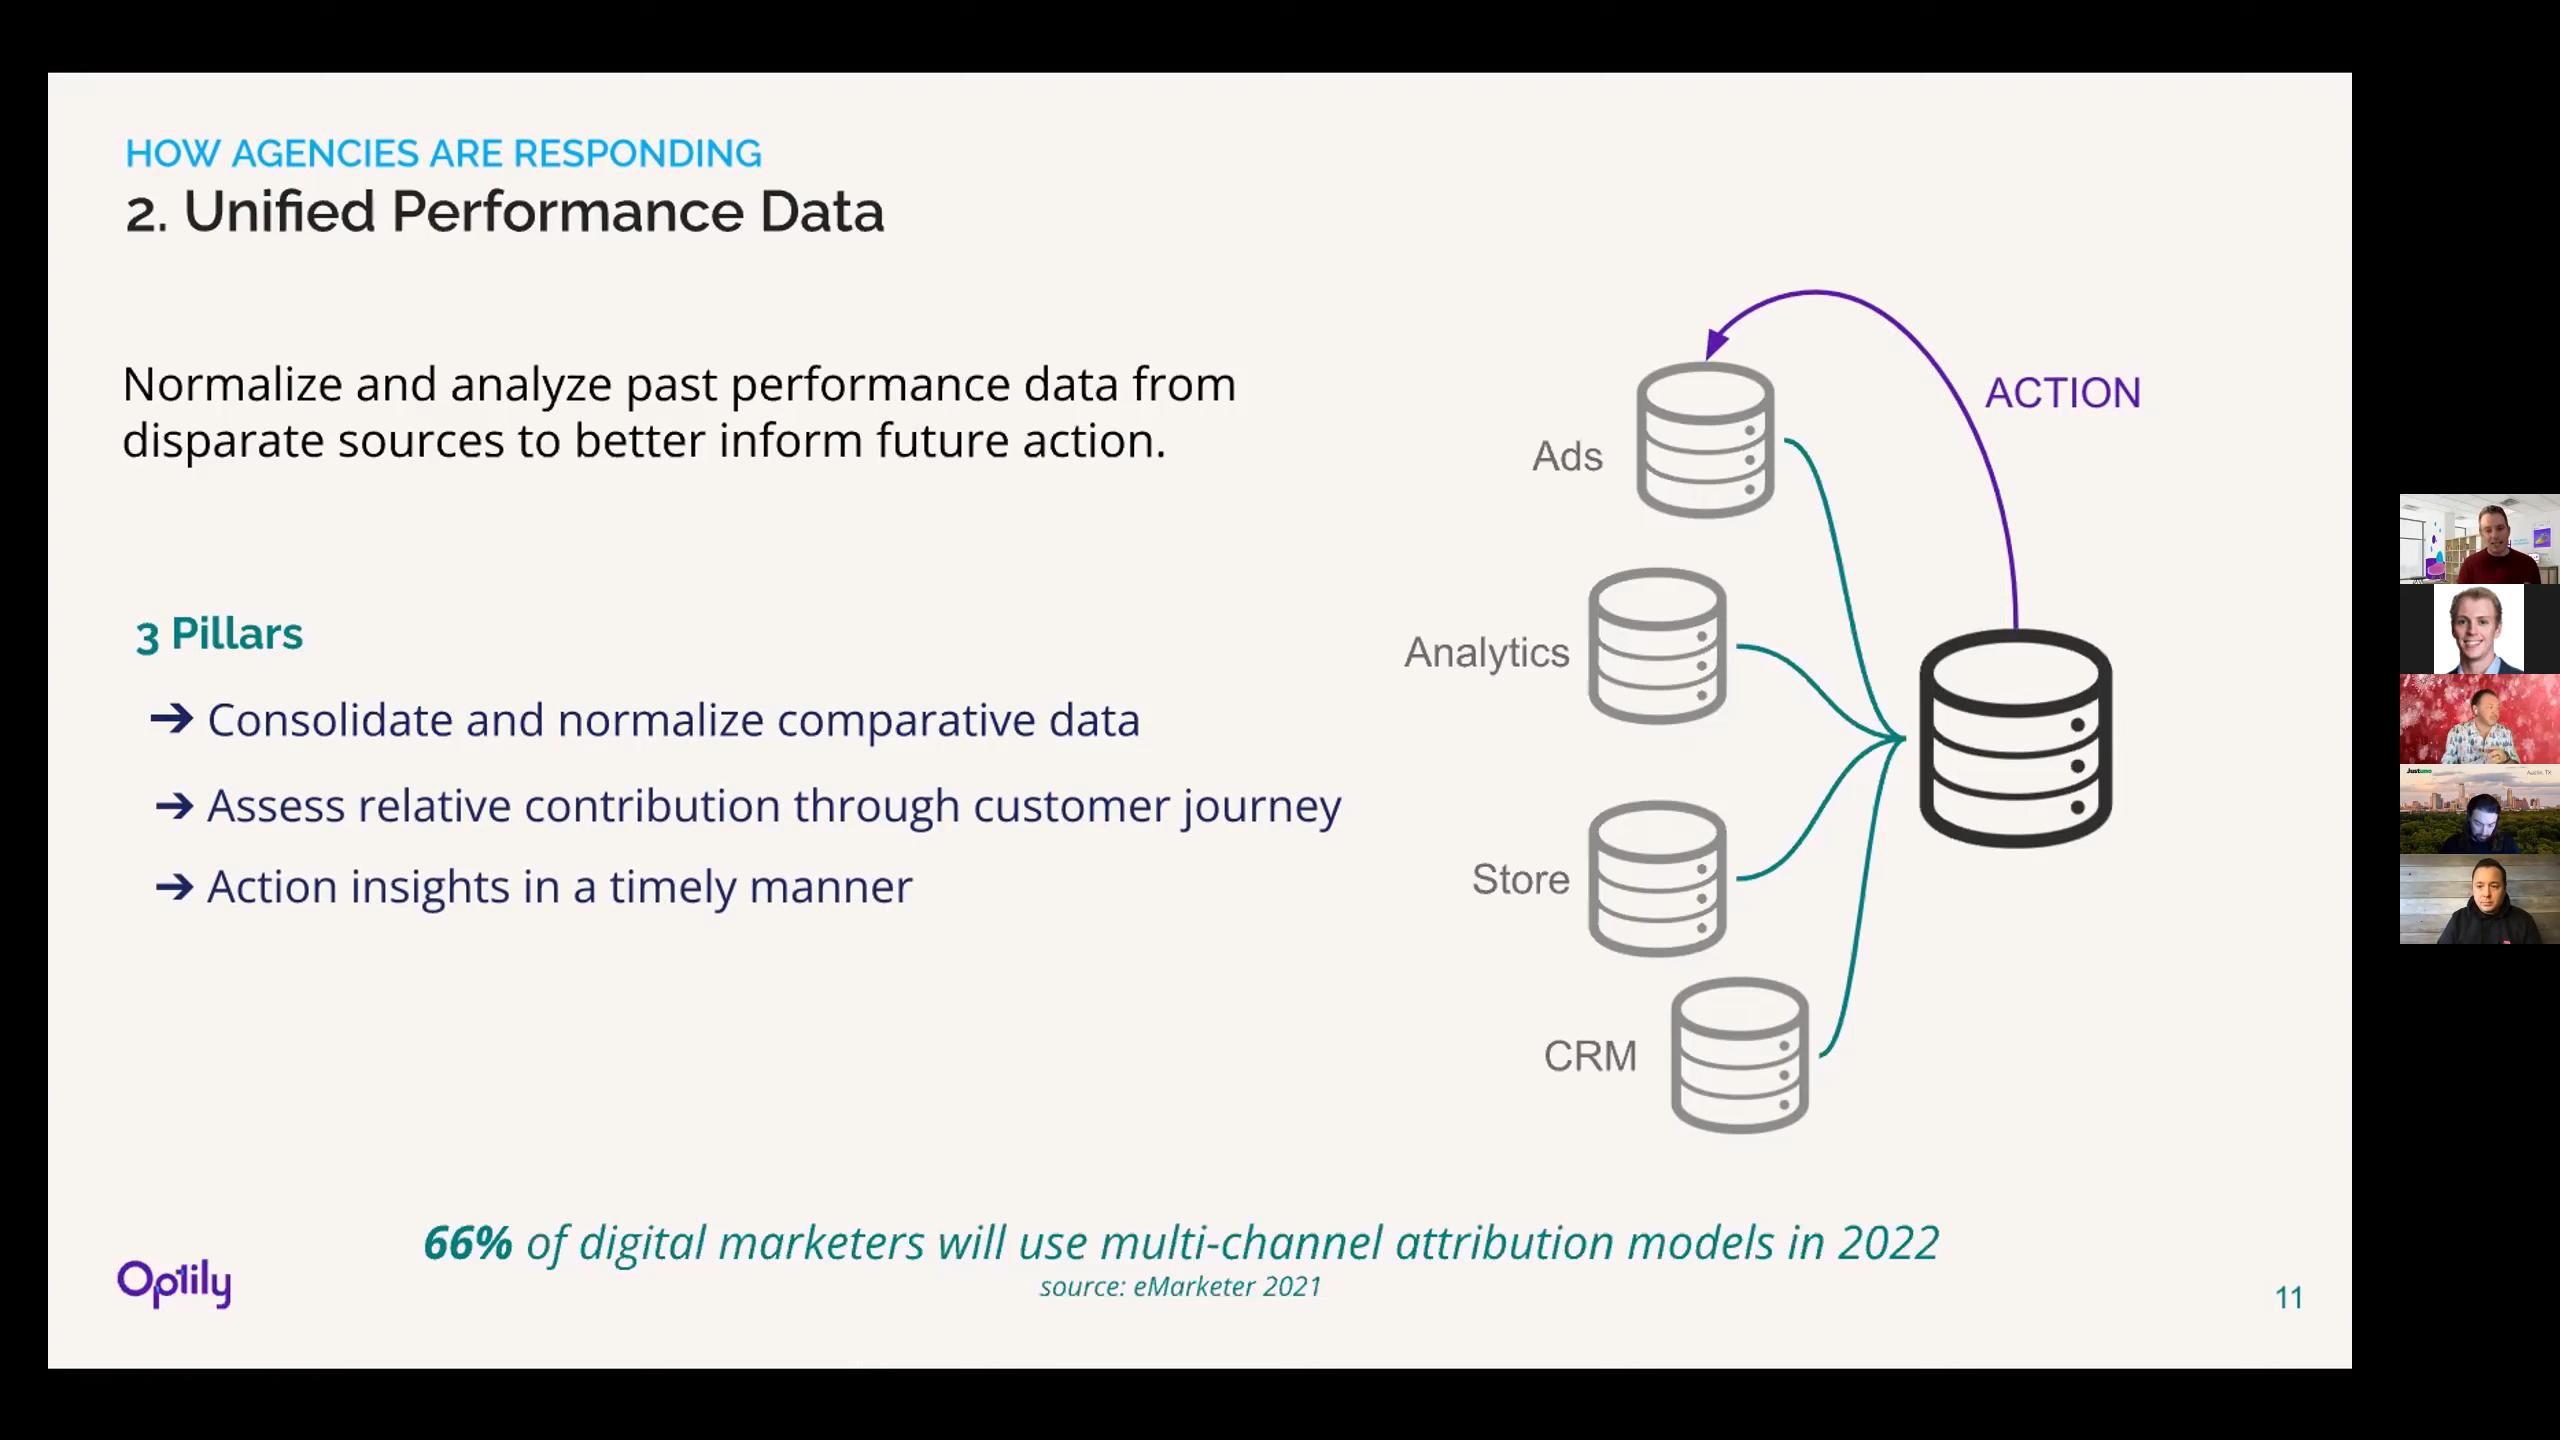 HOW AGENCIES ARE RESPONDING
2. Unified Performance Data
Normalize and analyze past performance data from
disparate sources to better inform future action.
3 Pillars
➔ Consolidate and normalize comparative data
➔ Assess relative contribution through customer journey
➔ Action insights in a timely manner
ACTION
Ads
Analytics
Store
CRM
66% of digital marketers will use multi-channel attribution models in 2022
source: eMarketer 2021
Optily
11
Justuno
Austin, TX